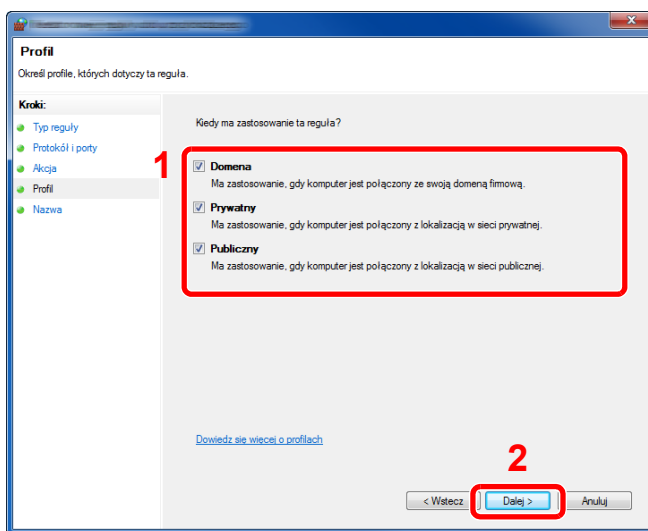 Profil
Określ profile, których dotyczy ta reguła.
Kroki:
Typ reguły
Protokół i porty
Akcja
Profil
Nazwa
Kiedy ma zastosowanie ta reguła?
1
Domena
Ma zastosowanie, gdy komputer jest połączony ze swoją domeną firmową.
Prywatny
Ma zastosowanie, gdy komputer jest połączony z lokalizacją w sieci prywatnej.
Publiczny
Ma zastosowanie, gdy komputer jest połączony z lokalizacją w sieci publicznej.
Dowiedz się więcej o profilach
2
< Wstecz
Dalej >
Anuluj